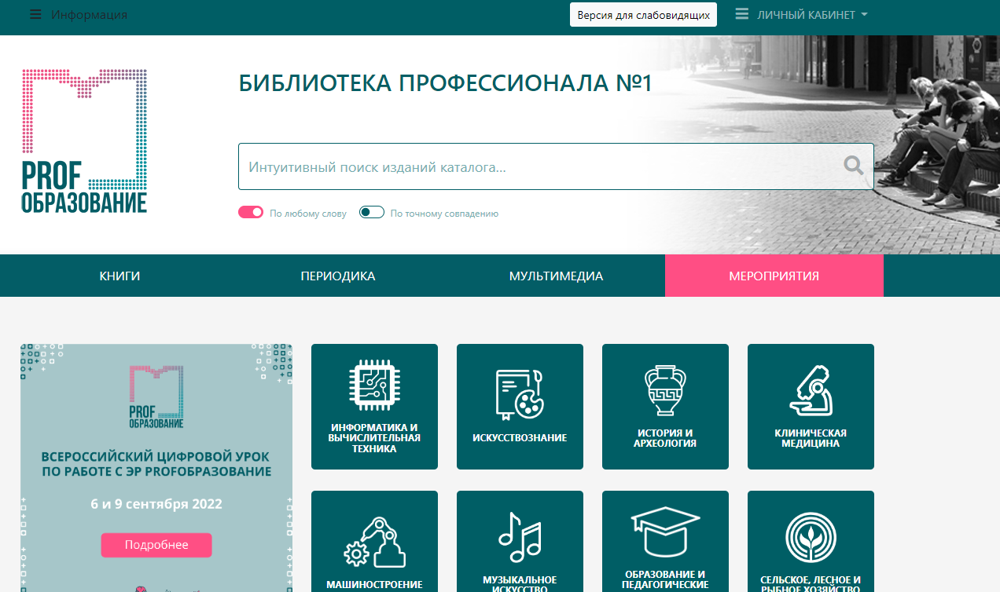 Информация
Версия для слабовидящих
ЛИЧНЫЙ КАБИНЕТ
PROF
ОБРАЗОВАНИЕ
БИБЛИОТЕКА ПРОФЕССИОНАЛА №1
Интуитивный поиск изданий каталога...
По любому слову
По точному совпадению
КНИГИ
ПЕРИОДИКА
МУЛЬТИМЕДИА
МЕРОПРИЯТИЯ
PROF
ОБРАЗОВАНИЕ
ВСЕРОССИЙСКИЙ ЦИФРОВОЙ УРОК
ПО РАБОТЕ С ЭР PROFОБРАЗОВАНИЕ
6 и 9 сентября 2022
Подробнее
ИНФОРМАТИКА И
ВЫЧИСЛИТЕЛЬНАЯ
ТЕХНИКА
ИСКУССТВОЗНАНИЕ
ИСТОРИЯ И
АРХЕОЛОГИЯ
КЛИНИЧЕСКАЯ
МЕДИЦИНА
МАШИНОСТРОЕНИЕ
МУЗЫКАЛЬНОЕ
ИСКУССТВО
ОБРАЗОВАНИЕ И
ПЕДАГОГИЧЕСКИЕ
СЕЛЬСКОЕ, ЛЕСНОЕ И
РЫБНОЕ ХОЗЯЙСТВО